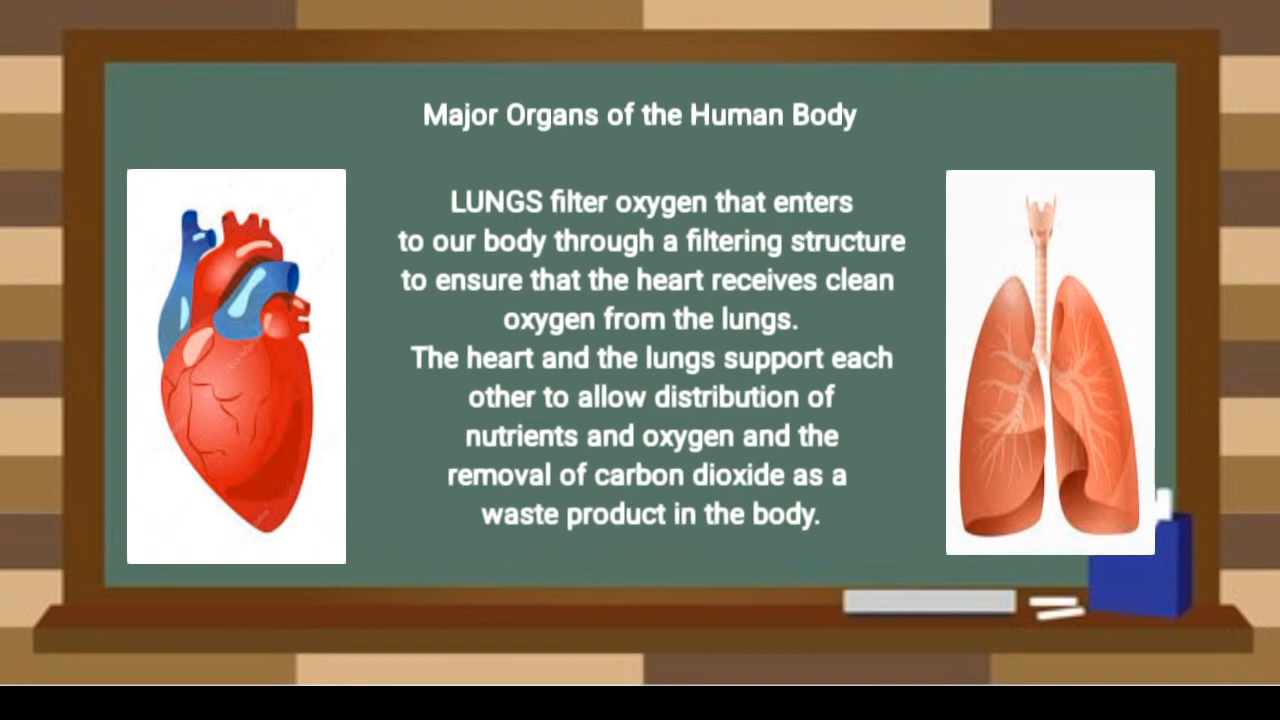 Major Organs of the Human Body
LUNGS filter oxygen that enters
to our body through a filtering structure
to ensure that the heart receives clean
oxygen from the lungs.
The heart and the lungs support each
other to allow distribution of
nutrients and oxygen and the
removal of carbon dioxide as a
waste product in the body.